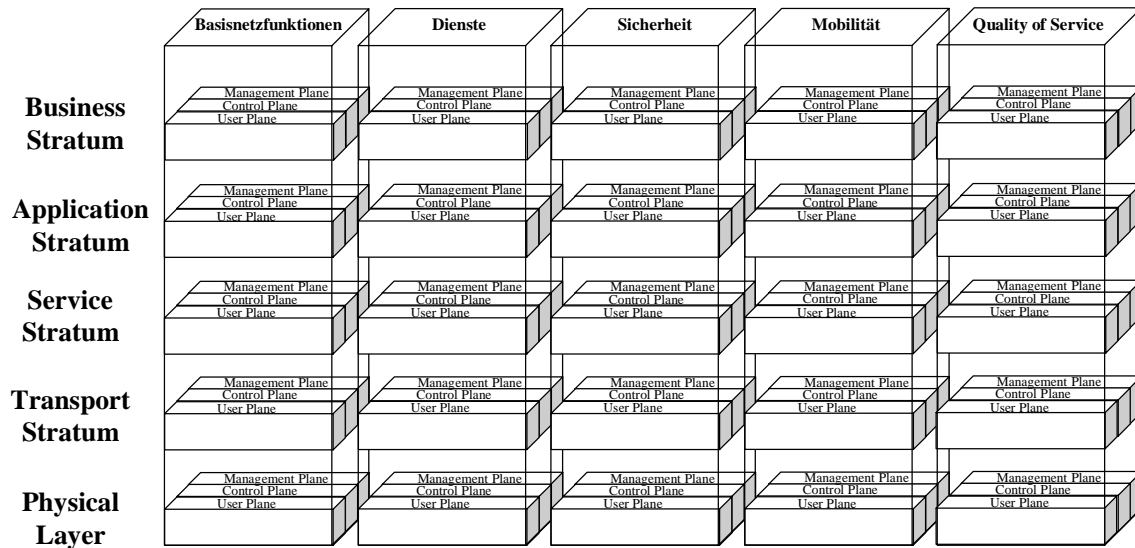 Basisnetzfunktionen Dienste Sicherheit Mobilität Quality of Service
Management Plane Management Plane Management Plane Management Plane Management Plane
Business Control Plane Control Plane Control Plane Control Plane Control Plane
Stratum User Plane User Plane User Plane User Plane User Plane
Management Plane Management Plane Management Plane Management Plane Management Plane
Application Control Plane Control Plane Control Plane Control Plane Control Plane
Stratum User Plane User Plane User Plane User Plane User Plane
Management Plane Management Plane Management Plane Management Plane Management Plane
Service Control Plane Control Plane Control Plane Control Plane Control Plane
Stratum User Plane User Plane User Plane User Plane User Plane
Management Plane Management Plane Management Plane Management Plane Management Plane
Transport Control Plane Control Plane Control Plane Control Plane Control Plane
Stratum User Plane User Plane User Plane User Plane User Plane
Management Plane Management Plane Management Plane Management Plane Management Plane
Physical Control Plane Control Plane Control Plane Control Plane Control Plane
Layer User Plane User Plane User Plane User Plane User Plane